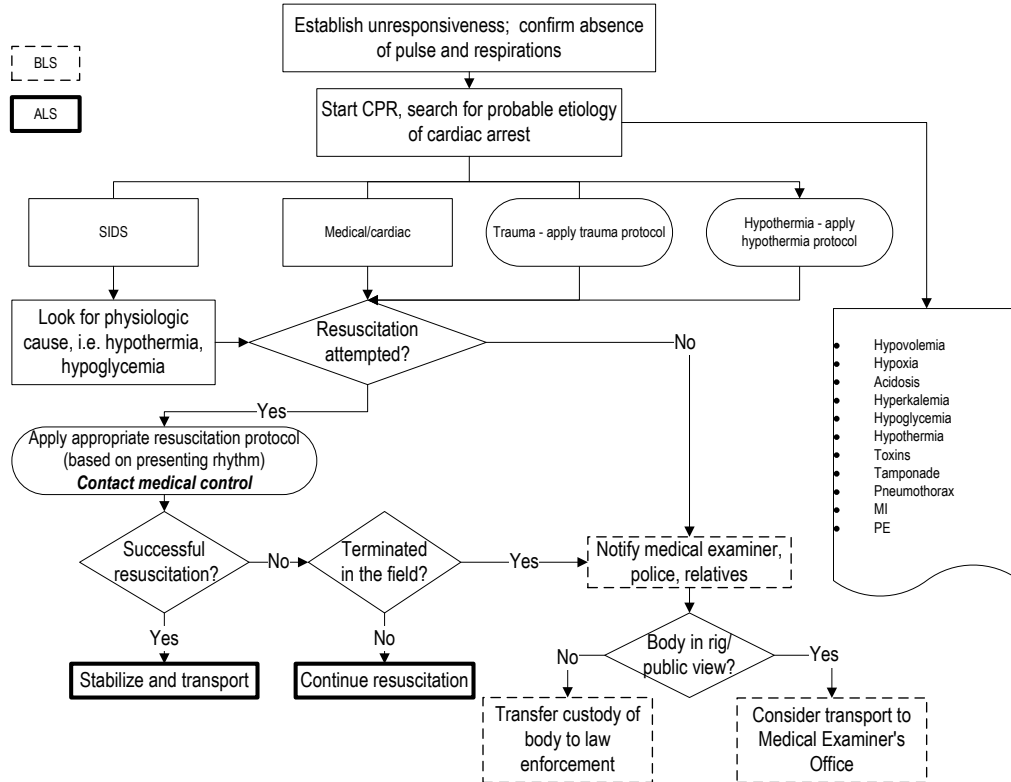 Establish unresponsiveness; confirm absence
of pulse and respirations
BLS
ALS
Start CPR, search for probable etiology
of cardiac arrest
SIDS
Medical/cardiac
Trauma - apply trauma protocol
Hypothermia - apply
hypothermia protocol
Look for physiologic
cause, i.e. hypothermia,
hypoglycemia
Resuscitation
attempted?
No
Yes
• Hypovolemia
• Hypoxia
• Acidosis
• Hyperkalemia
• Hypoglycemia
• Hypothermia
• Toxins
• Tamponade
• Pneumothorax
• MI
• PE
Apply appropriate resuscitation protocol
(based on presenting rhythm)
Contact medical control
Successful
resuscitation?
No
Terminated
in the field?
Yes
Notify medical examiner,
police, relatives
Yes
No
Stabilize and transport
Continue resuscitation
Body in rig/
public view?
No
Yes
Transfer custody of
body to law
enforcement
Consider transport to
Medical Examiner's
Office